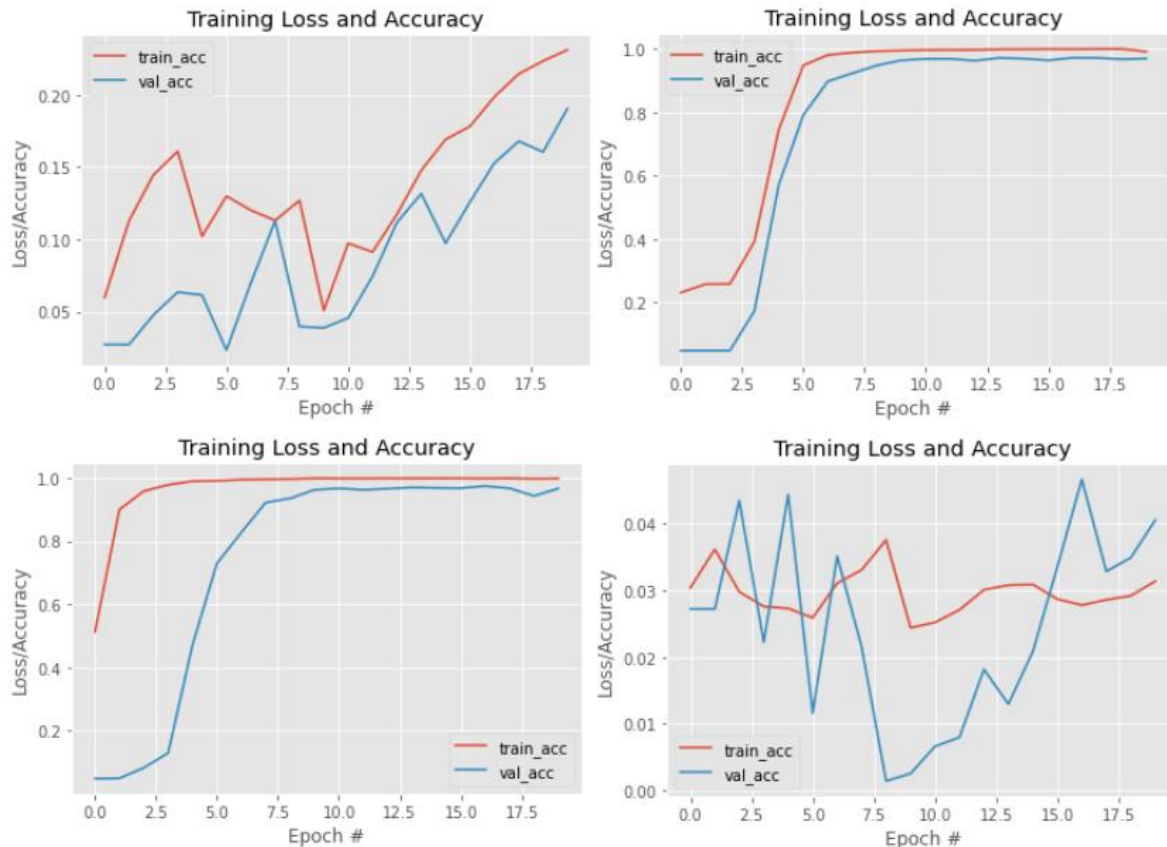 Training Loss and Accuracy
train_acc
val_acc
Loss/Accuracy
0.20
0.15
0.10
0.05
0.0 2.5 5.0 7.5 10.0 12.5 15.0 17.5
Epoch #
Training Loss and Accuracy
train_acc
val_acc
Loss/Accuracy
1.0
0.8
0.6
0.4
0.2
0.0 2.5 5.0 7.5 10.0 12.5 15.0 17.5
Epoch #
Training Loss and Accuracy
Loss/Accuracy
1.0
0.8
0.6
0.4
0.2
train_acc
val_acc
0.0 2.5 5.0 7.5 10.0 12.5 15.0 17.5
Epoch #
Training Loss and Accuracy
Loss/Accuracy
0.04
0.03
0.02
0.01
0.00
train_acc
val_acc
0.0 2.5 5.0 7.5 10.0 12.5 15.0 17.5
Epoch #